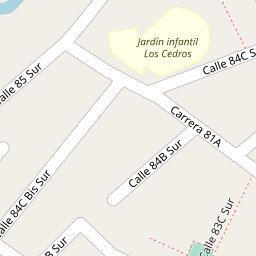 Jardín infantil
Los Cedros
Calle 84C S
Calle 85 Sur
Carrera 81A
Calle 84B Sur
Calle 84C Bis Sur
Calle 83C Sur
B Sur